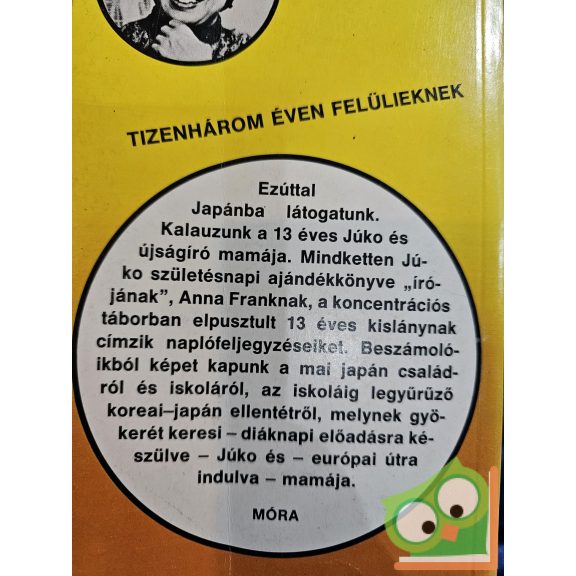 TIZENHÁROM ÉVEN FELÜLIEKNEK
Ezúttal
Japánba látogatunk.
Kalauzunk a 13 éves Júko és
újságíró mamája. Mindketten Jú-
ko születésnapi ajándékkönyve „író-
jának”, Anna Franknak, a koncentrációs
táborban elpusztult 13 éves kislánynak
címzik naplófeljegyzéseiket. Beszámoló-
ikból képet kapunk a mai japán család-
ról és iskoláról, az iskoláig legyűrűző
koreai–japán ellentétről, melynek gyö-
kerét keresi – diáknapi előadásra ké-
szülve – Júko és – európai útra
indulva – mamája.
MÓRA